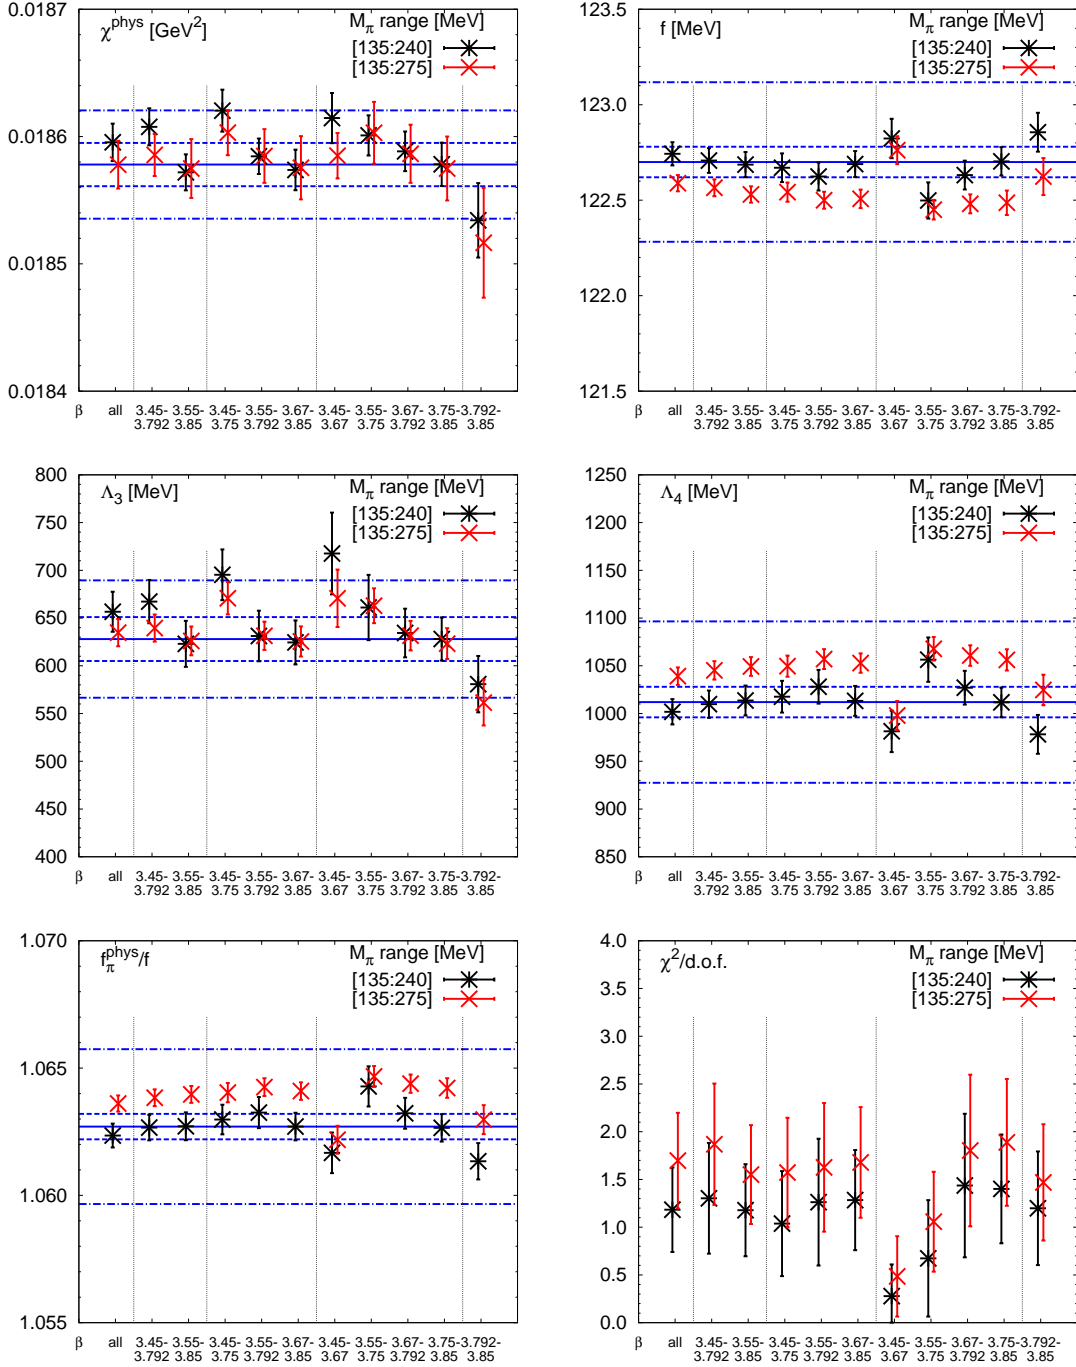 χ^phys [GeV^2]
M_π range [MeV]
[135:240]
[135:275]
0.0187
0.0186
0.0185
0.0184
β all 3.45-3.792 3.55-3.85 3.45-3.75 3.55-3.792 3.67-3.85 3.45-3.67 3.55-3.75 3.67-3.792 3.75-3.85 3.792-3.85
f [MeV]
M_π range [MeV]
[135:240]
[135:275]
123.5
123.0
122.5
122.0
121.5
β all 3.45-3.792 3.55-3.85 3.45-3.75 3.55-3.792 3.67-3.85 3.45-3.67 3.55-3.75 3.67-3.792 3.75-3.85 3.792-3.85
Λ_3 [MeV]
M_π range [MeV]
[135:240]
[135:275]
800
750
700
650
600
550
500
450
400
β all 3.45-3.792 3.55-3.85 3.45-3.75 3.55-3.792 3.67-3.85 3.45-3.67 3.55-3.75 3.67-3.792 3.75-3.85 3.792-3.85
Λ_4 [MeV]
M_π range [MeV]
[135:240]
[135:275]
1250
1200
1150
1100
1050
1000
950
900
850
β all 3.45-3.792 3.55-3.85 3.45-3.75 3.55-3.792 3.67-3.85 3.45-3.67 3.55-3.75 3.67-3.792 3.75-3.85 3.792-3.85
f_π^phys/f
M_π range [MeV]
[135:240]
[135:275]
1.070
1.065
1.060
1.055
β all 3.45-3.792 3.55-3.85 3.45-3.75 3.55-3.792 3.67-3.85 3.45-3.67 3.55-3.75 3.67-3.792 3.75-3.85 3.792-3.85
χ^2/d.o.f.
M_π range [MeV]
[135:240]
[135:275]
4.0
3.5
3.0
2.5
2.0
1.5
1.0
0.5
0.0
β all 3.45-3.792 3.55-3.85 3.45-3.75 3.55-3.792 3.67-3.85 3.45-3.67 3.55-3.75 3.67-3.792 3.75-3.85 3.792-3.85